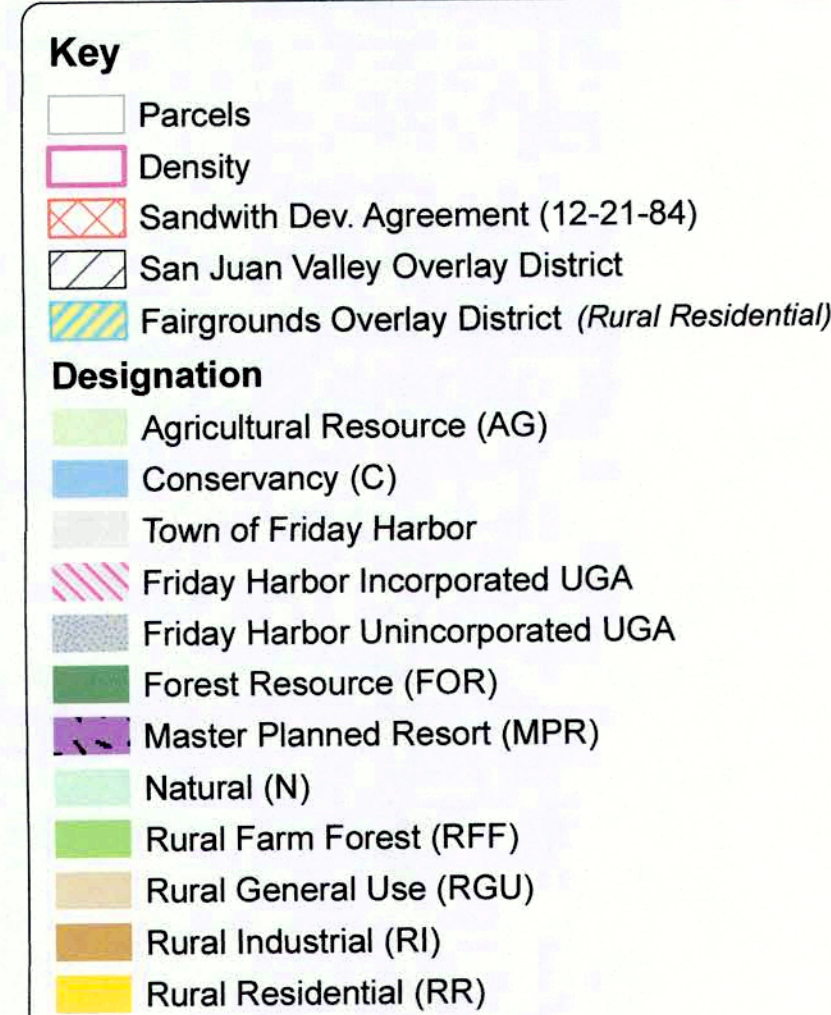 Key
Parcels
Density
Sandwith Dev. Agreement (12-21-84)
San Juan Valley Overlay District
Fairgrounds Overlay District (Rural Residential)
Designation
Agricultural Resource (AG)
Conservancy (C)
Town of Friday Harbor
Friday Harbor Incorporated UGA
Friday Harbor Unincorporated UGA
Forest Resource (FOR)
Master Planned Resort (MPR)
Natural (N)
Rural Farm Forest (RFF)
Rural General Use (RGU)
Rural Industrial (RI)
Rural Residential (RR)